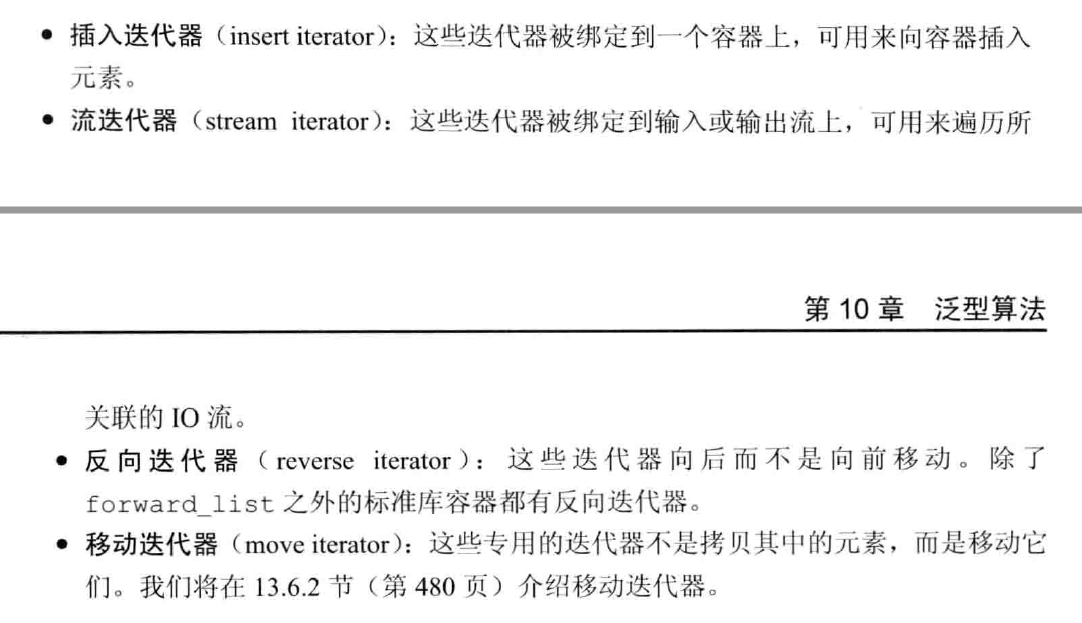 • 插入迭代器（insert iterator）：这些迭代器被绑定到一个容器上，可用来向容器插入
元素。
• 流迭代器（stream iterator）：这些迭代器被绑定到输入或输出流上，可用来遍历所
第 10 章 泛型算法
关联的 IO 流。
• 反向迭代器（reverse iterator）：这些迭代器向后而不是向前移动。除了
forward_list 之外的标准库容器都有反向迭代器。
• 移动迭代器（move iterator）：这些专用的迭代器不是拷贝其中的元素，而是移动它
们。我们将在 13.6.2 节（第 480 页）介绍移动迭代器。